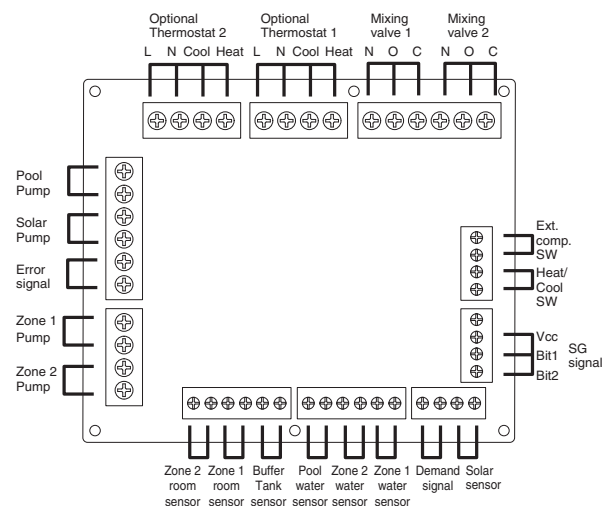 Optional Thermostat 2
Optional Thermostat 1
Mixing valve 1
Mixing valve 2
L N Cool Heat
L N Cool Heat
N O C
N O C
Pool Pump
Solar Pump
Error signal
Zone 1 Pump
Zone 2 Pump
Ext. comp. SW
Heat/ Cool SW
Vcc
Bit1
Bit2
SG signal
Zone 2 room sensor
Zone 1 room sensor
Buffer Tank sensor
Pool water sensor
Zone 2 water sensor
Zone 1 water sensor
Demand signal
Solar sensor